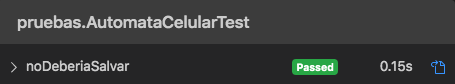 pruebas.AutomataCelularTest
noDeberiaSalvar Passed 0.15s